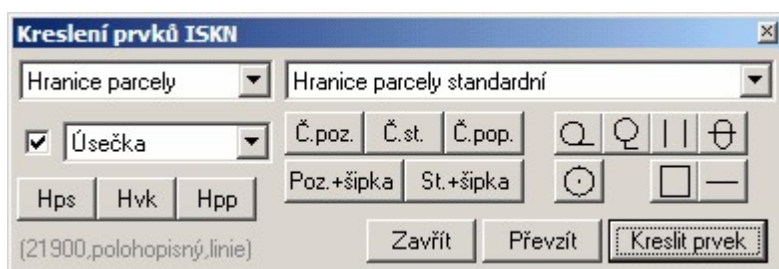 Kreslení prvků ISKN
Hranice parcely Hranice parcely standardní
Úsečka Č.poz. Č.st. Č.pop.
Poz.+šipka St.+šipka
Hps Hvk Hpp
(21900,polohopisný,linie) Zavřít Převzít Kreslit prvek